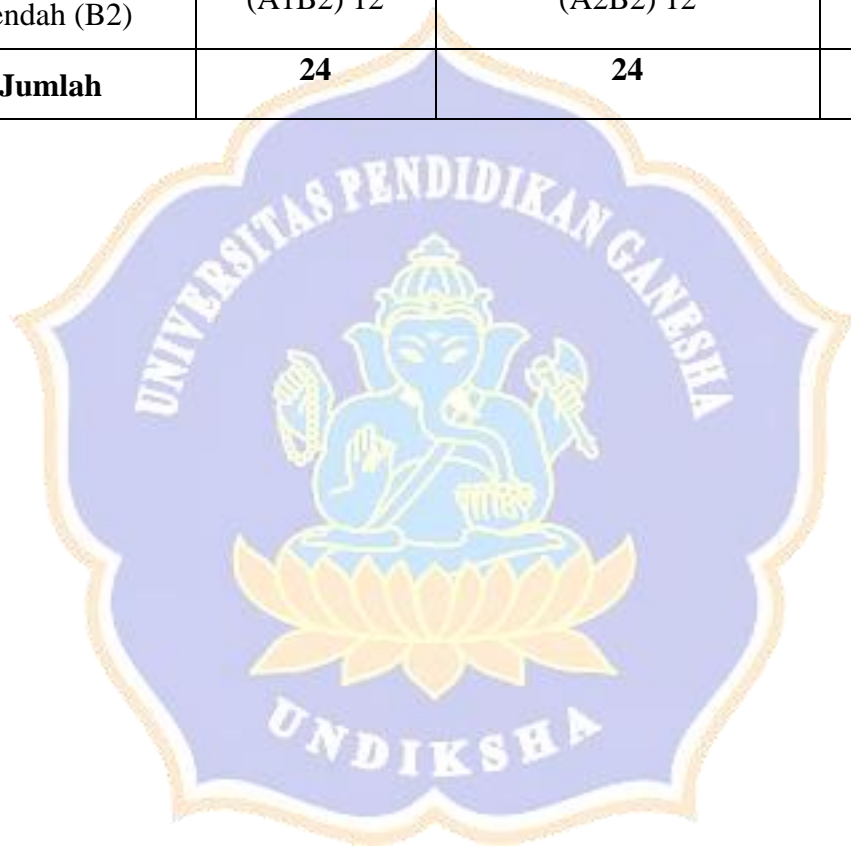 endah (B2)
(A1B2) 12
(A2B2) 12
Jumlah
24
24
UNIVERSITAS PENDIDIKAN GANESHA
UNDIKSHA